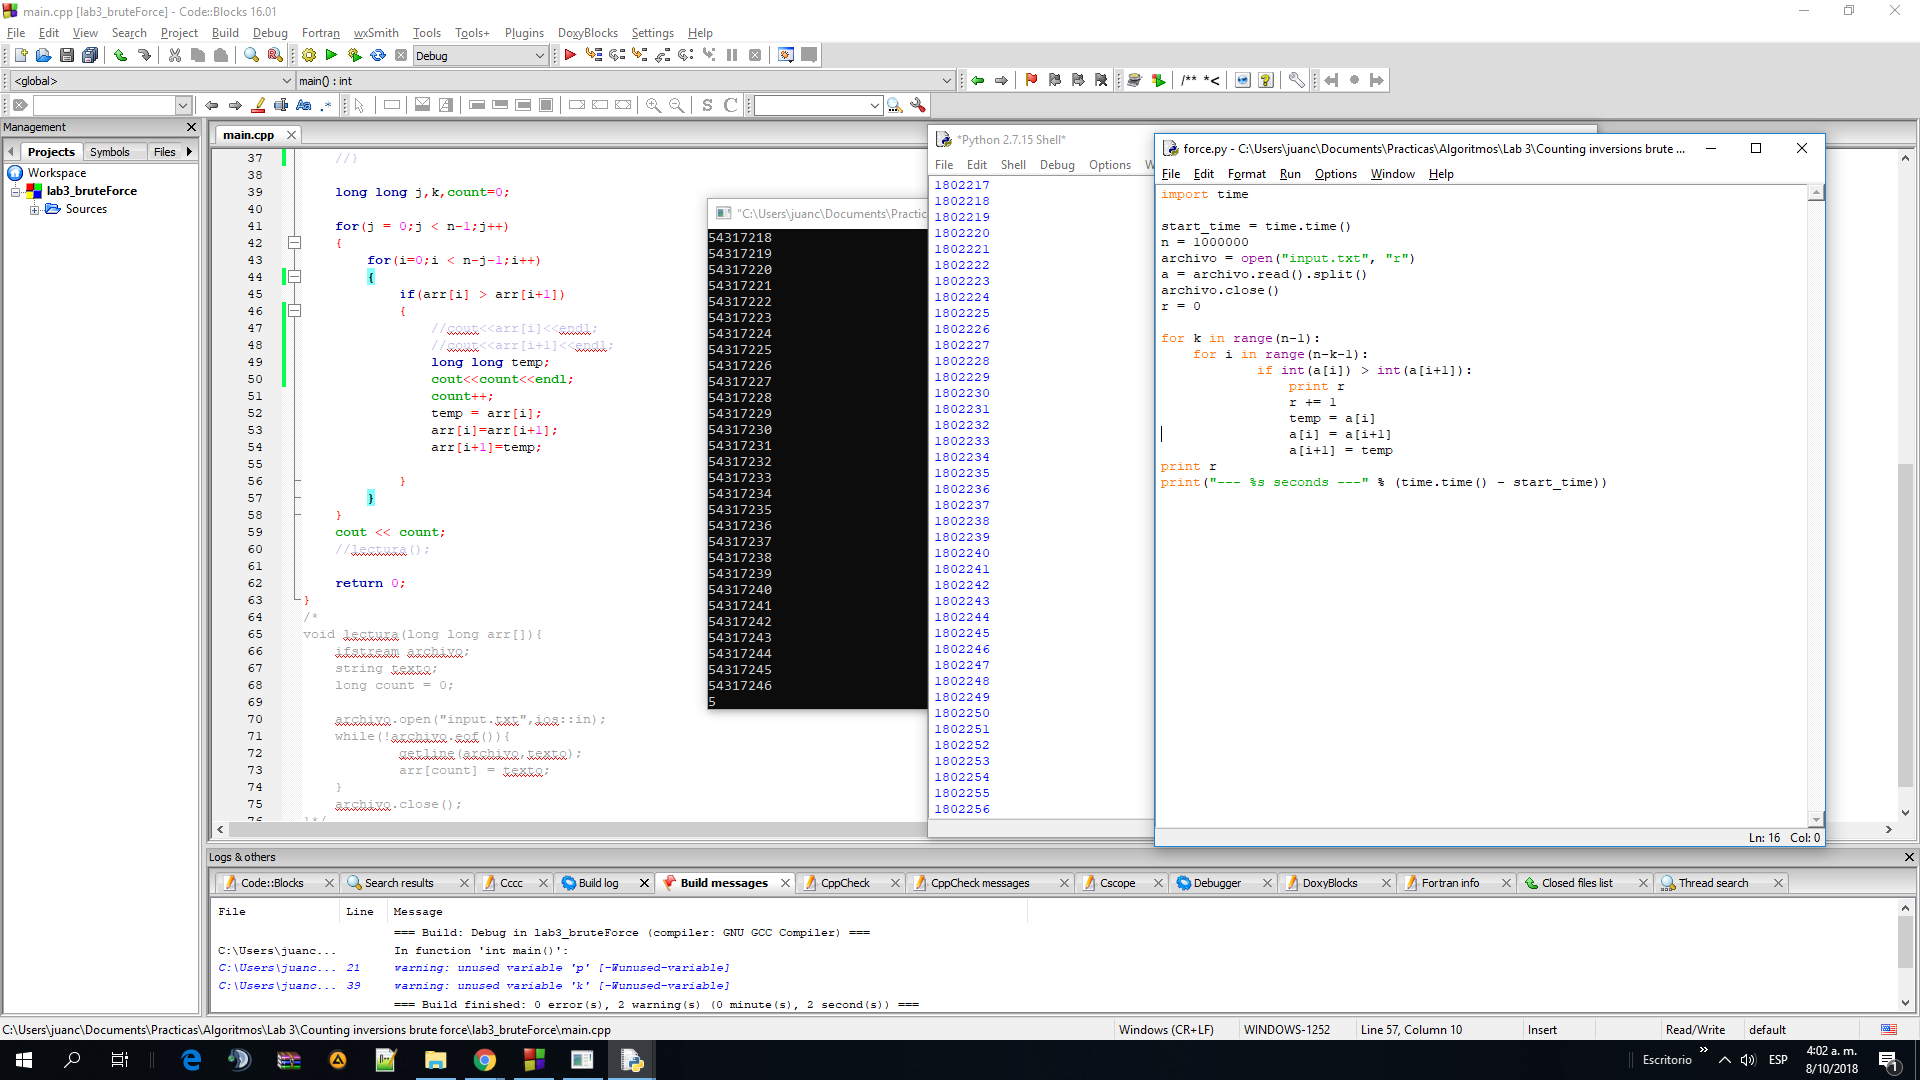 main.cpp [lab3_bruteForce] - Code::Blocks 16.01
File Edit View Search Project Build Debug Fortran wxSmith Tools Tools+ Plugins DoxyBlocks Settings Help
Debug
<global>
main() : int
/** *<
Aa .*
S C
Management
Projects Symbols Files
Workspace
lab3_bruteForce
Sources
main.cpp
37 //}
38
39 long long j,k,count=0;
40
41 for(j = 0;j < n-1;j++)
42 {
43 for(i=0;i < n-j-1;i++)
44 {
45 if(arr[i] > arr[i+1])
46 {
47 //cout<<arr[i]<<endl;
48 //cout<<arr[i+1]<<endl;
49 long long temp;
50 cout<<count<<endl;
51 count++;
52 temp = arr[i];
53 arr[i]=arr[i+1];
54 arr[i+1]=temp;
55
56 }
57 }
58 }
59 cout << count;
60 //lectura();
61
62 return 0;
63 }
64 /*
65 void lectura(long long arr[]){
66 ifstream archivo;
67 string texto;
68 long count = 0;
69
70 archivo.open("input.txt",ios::in);
71 while(!archivo.eof()){
72 getline(archivo,texto);
73 arr[count] = texto;
74 }
75 archivo.close();
76 }*/
"C:\Users\juanc\Documents\Practic
54317218
54317219
54317220
54317221
54317222
54317223
54317224
54317225
54317226
54317227
54317228
54317229
54317230
54317231
54317232
54317233
54317234
54317235
54317236
54317237
54317238
54317239
54317240
54317241
54317242
54317243
54317244
54317245
54317246
5
*Python 2.7.15 Shell*
File Edit Shell Debug Options W
1802217
1802218
1802219
1802220
1802221
1802222
1802223
1802224
1802225
1802226
1802227
1802228
1802229
1802230
1802231
1802232
1802233
1802234
1802235
1802236
1802237
1802238
1802239
1802240
1802241
1802242
1802243
1802244
1802245
1802246
1802247
1802248
1802249
1802250
1802251
1802252
1802253
1802254
1802255
1802256
force.py - C:\Users\juanc\Documents\Practicas\Algoritmos\Lab 3\Counting inversions brute ...
File Edit Format Run Options Window Help
import time
start_time = time.time()
n = 1000000
archivo = open("input.txt", "r")
a = archivo.read().split()
archivo.close()
r = 0
for k in range(n-1):
for i in range(n-k-1):
if int(a[i]) > int(a[i+1]):
print r
r += 1
temp = a[i]
a[i] = a[i+1]
a[i+1] = temp
print r
print("--- %s seconds ---" % (time.time() - start_time))
Ln: 16 Col: 0
Logs & others
Code::Blocks Search results Cccc Build log Build messages CppCheck CppCheck messages Cscope Debugger DoxyBlocks Fortran info Closed files list Thread search
File Line Message
=== Build: Debug in lab3_bruteForce (compiler: GNU GCC Compiler) ===
C:\Users\juanc... In function 'int main()':
C:\Users\juanc... 21 warning: unused variable 'p' [-Wunused-variable]
C:\Users\juanc... 39 warning: unused variable 'k' [-Wunused-variable]
=== Build finished: 0 error(s), 2 warning(s) (0 minute(s), 2 second(s)) ===
C:\Users\juanc\Documents\Practicas\Algoritmos\Lab 3\Counting inversions brute force\lab3_bruteForce\main.cpp
Windows (CR+LF) WINDOWS-1252 Line 57, Column 10 Insert Read/Write default
Escritorio
ESP
4:02 a. m.
8/10/2018
1